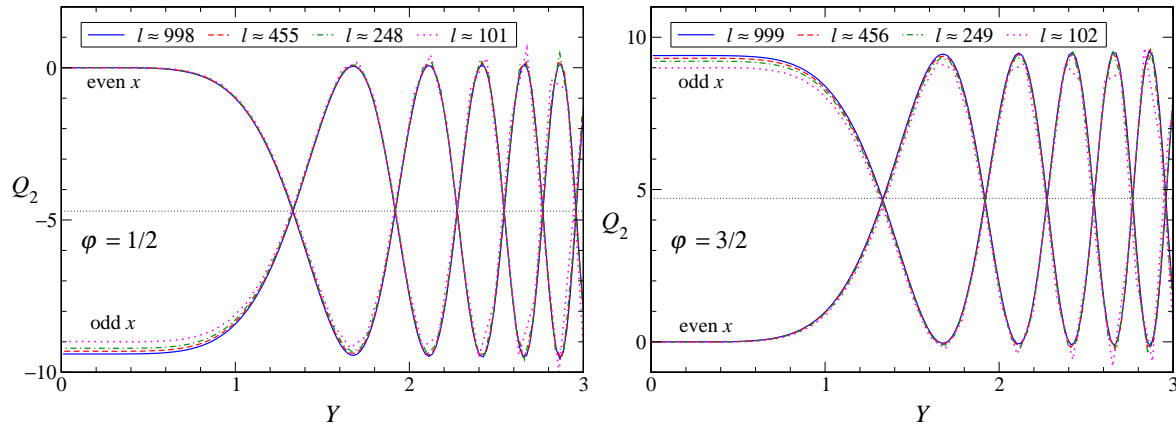 l ≈ 998 l ≈ 455 l ≈ 248 l ≈ 101
0
even x
Q₂
−5
φ = 1/2
odd x
−10
0 1 2 3
Y
l ≈ 999 l ≈ 456 l ≈ 249 l ≈ 102
10
odd x
5
Q₂
φ = 3/2
even x
0
0 1 2 3
Y